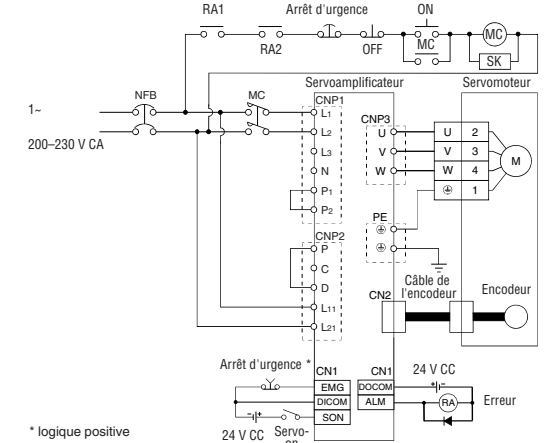 RA1
Arrêt d'urgence
ON
RA2
OFF
MC
MC
SK
Servoamplificateur
Servomoteur
NFB
MC
CNP1
1~
L1
CNP3
200–230 V CA
L2
L3
N
P1
P2
U
V
W
U 2
V 3
W 4
1
M
PE
CNP2
P
C
D
L11
L21
Câble de
l'encodeur
CN2
Encodeur
Arrêt d'urgence *
CN1
CN1
24 V CC
EMG
DOCOM
DICOM
ALM
RA
Erreur
SON
* logique positive
24 V CC
Servo-
on